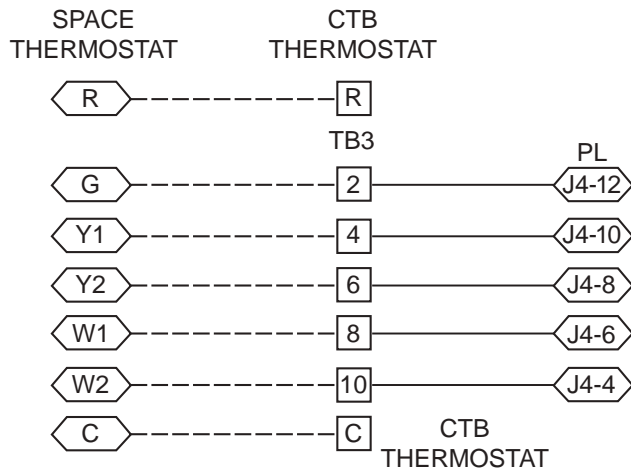 SPACE
THERMOSTAT
CTB
THERMOSTAT
R R
TB3
PL
G 2 J4-12
Y1 4 J4-10
Y2 6 J4-8
W1 8 J4-6
W2 10 J4-4
C C
CTB
THERMOSTAT